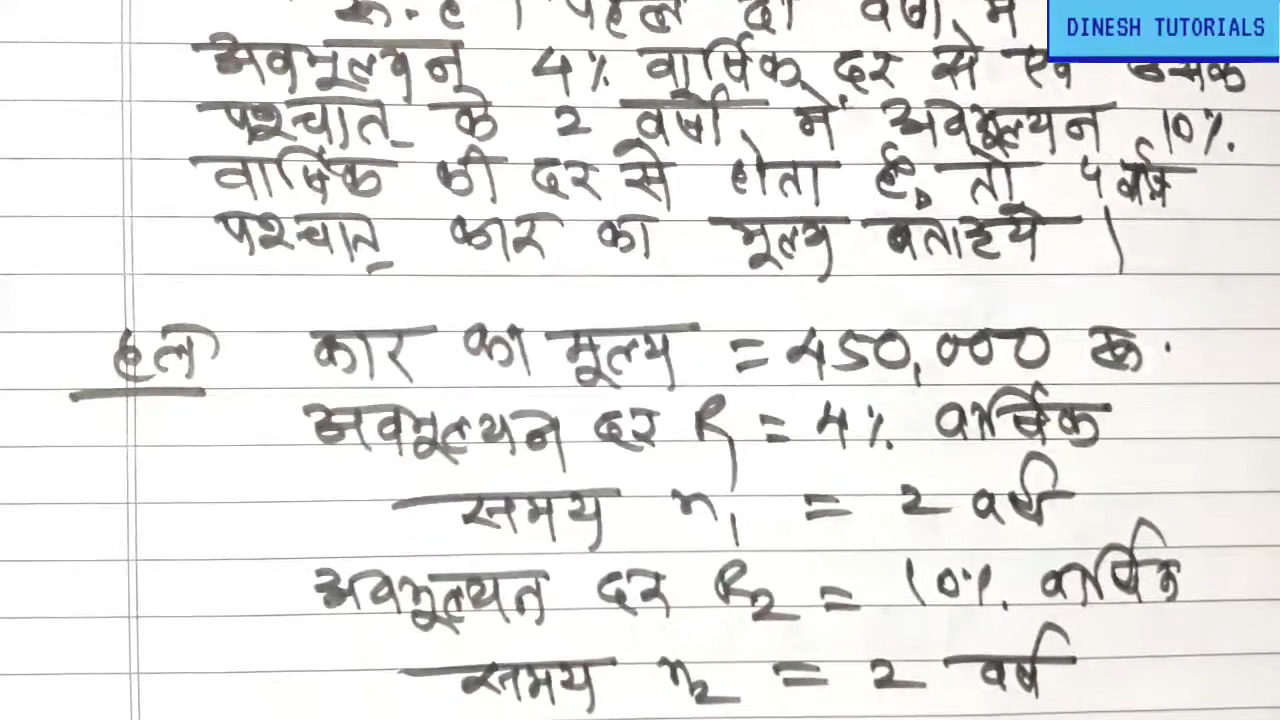 रू. है। पहले दो वर्षों में
DINESH TUTORIALS
अवमूल्यन 4% वार्षिक दर से एवं उसके
पश्चात् के 2 वर्षों में अवमूल्यन 10%
वार्षिक की दर से होता है, तो 4 वर्ष
पश्चात् कार का मूल्य बताइये।
हल कार का मूल्य = 450,000 रू.
अवमूल्यन दर R₁ = 4% वार्षिक
समय n₁ = 2 वर्ष
अवमूल्यन दर R₂ = 10% वार्षिक
समय n₂ = 2 वर्ष